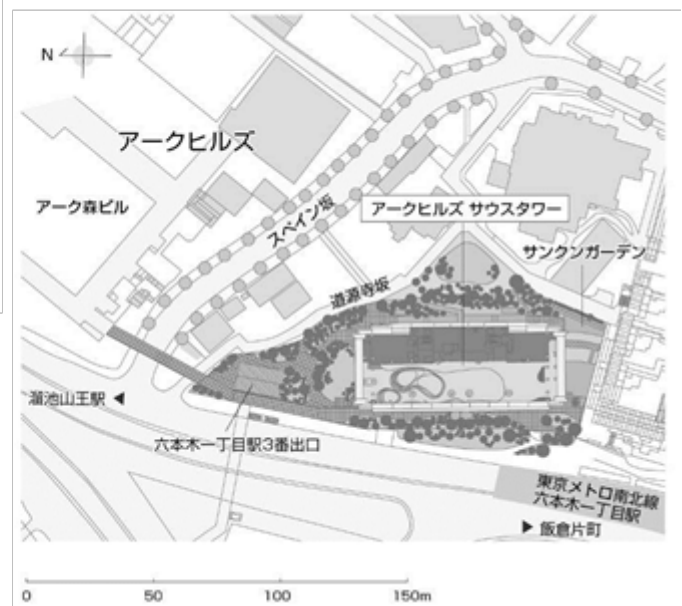 N
アークヒルズ
アーク森ビル
スペイン坂
アークヒルズ サウスタワー
サンクンガーデン
道源寺坂
溜池山王駅 ◀
六本木一丁目駅3番出口
東京メトロ南北線
六本木一丁目駅
▶ 飯倉片町
0 50 100 150m